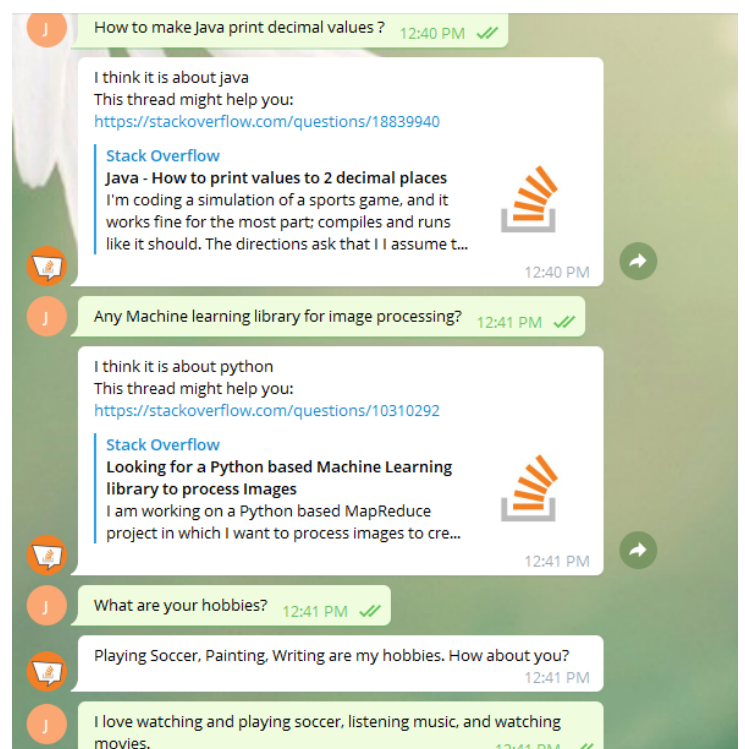 J
How to make Java print decimal values ?
12:40 PM
I think it is about java
This thread might help you:
https://stackoverflow.com/questions/18839940
Stack Overflow
Java - How to print values to 2 decimal places
I'm coding a simulation of a sports game, and it
works fine for the most part; compiles and runs
like it should. The directions ask that I I assume t...
12:40 PM
J
Any Machine learning library for image processing?
12:41 PM
I think it is about python
This thread might help you:
https://stackoverflow.com/questions/10310292
Stack Overflow
Looking for a Python based Machine Learning
library to process Images
I am working on a Python based MapReduce
project in which I want to process images to cre...
12:41 PM
J
What are your hobbies?
12:41 PM
Playing Soccer, Painting, Writing are my hobbies. How about you?
12:41 PM
J
I love watching and playing soccer, listening music, and watching
movies.
12:41 PM